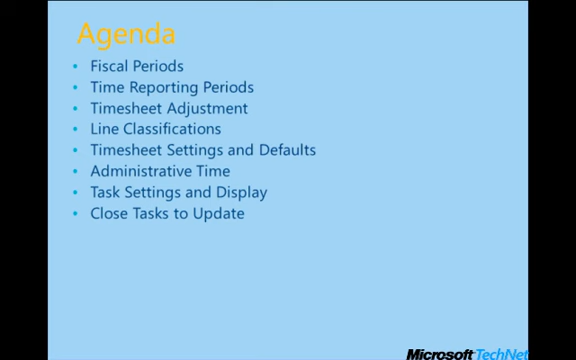 Agenda
• Fiscal Periods
• Time Reporting Periods
• Timesheet Adjustment
• Line Classifications
• Timesheet Settings and Defaults
• Administrative Time
• Task Settings and Display
• Close Tasks to Update
Microsoft TechNet